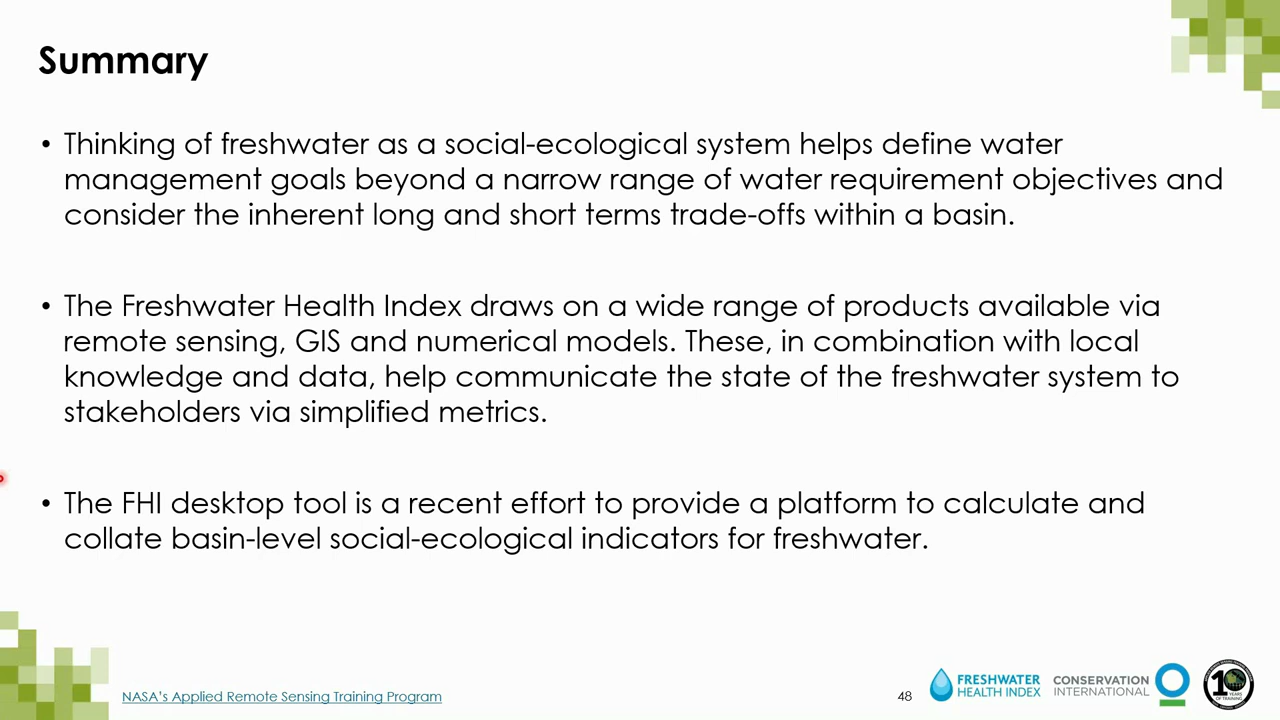 Summary
• Thinking of freshwater as a social-ecological system helps define water
management goals beyond a narrow range of water requirement objectives and
consider the inherent long and short terms trade-offs within a basin.
• The Freshwater Health Index draws on a wide range of products available via
remote sensing, GIS and numerical models. These, in combination with local
knowledge and data, help communicate the state of the freshwater system to
stakeholders via simplified metrics.
• The FHI desktop tool is a recent effort to provide a platform to calculate and
collate basin-level social-ecological indicators for freshwater.
NASA's Applied Remote Sensing Training Program
48
FRESHWATER
HEALTH INDEX
CONSERVATION
INTERNATIONAL
10
YEARS
OF TRAINING